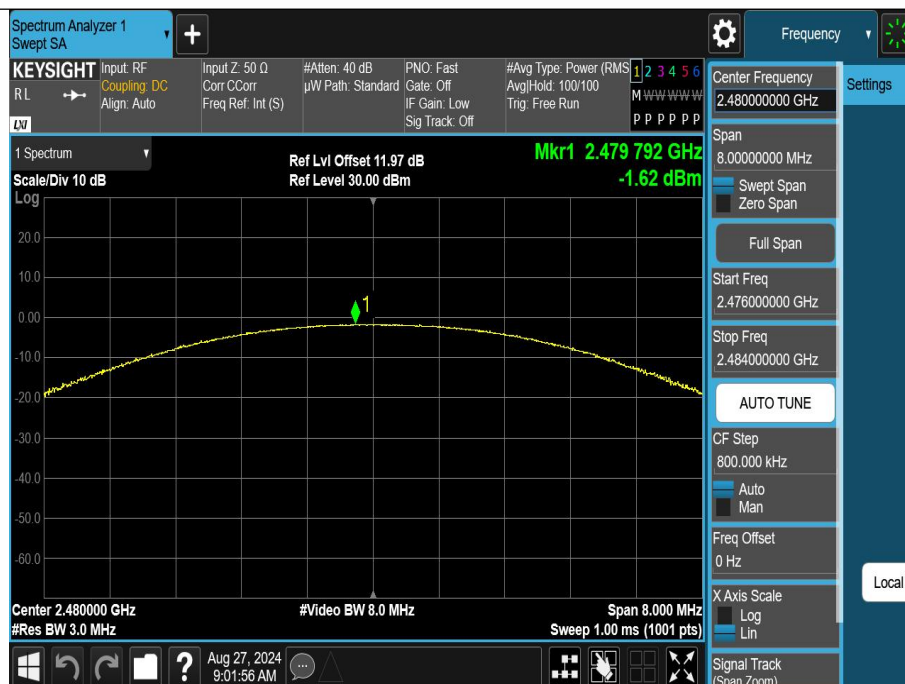 Spectrum Analyzer 1
Swept SA
Frequency
KEYSIGHT
R L
LXI
Input: RF
Coupling: DC
Align: Auto
Input Z: 50 Ω
Corr CCorr
Freq Ref: Int (S)
#Atten: 40 dB
µW Path: Standard
PNO: Fast
Gate: Off
IF Gain: Low
Sig Track: Off
#Avg Type: Power (RMS
Avg|Hold: 100/100
Trig: Free Run
1 2 3 4 5 6
M W W W W W
P P P P P P
1 Spectrum
Scale/Div 10 dB
Log
Ref Lvl Offset 11.97 dB
Ref Level 30.00 dBm
Mkr1 2.479 792 GHz
-1.62 dBm
1
20.0
10.0
0.00
-10.0
-20.0
-30.0
-40.0
-50.0
-60.0
Center 2.480000 GHz
#Res BW 3.0 MHz
#Video BW 8.0 MHz
Span 8.000 MHz
Sweep 1.00 ms (1001 pts)
Aug 27, 2024
9:01:56 AM
Center Frequency
2.480000000 GHz
Settings
Span
8.00000000 MHz
Swept Span
Zero Span
Full Span
Start Freq
2.476000000 GHz
Stop Freq
2.484000000 GHz
AUTO TUNE
CF Step
800.000 kHz
Auto
Man
Freq Offset
0 Hz
X Axis Scale
Log
Lin
Local
Signal Track
(Span Zoom)